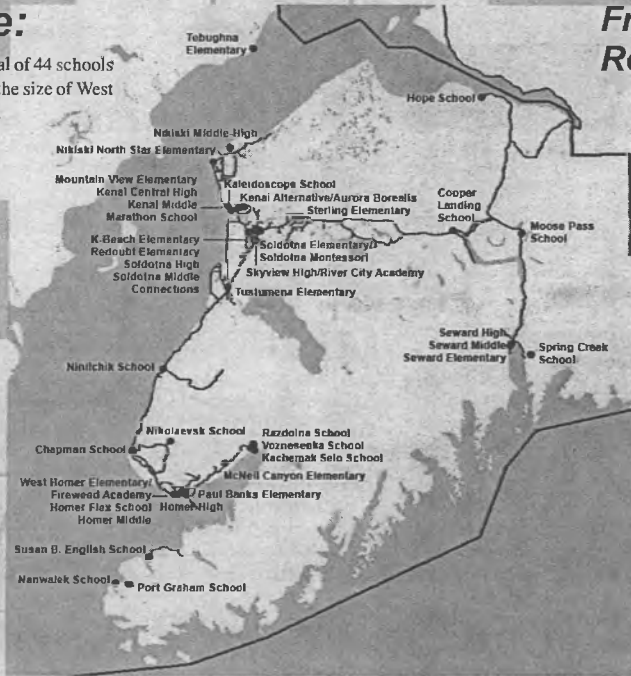 e:
al of 44 schools
the size of West
Fr
Re
Tebughna
Elementary
Hope School
Nikiski Middle-High
Nikiski North Star Elementary
Mountain View Elementary
Kenai Central High
Kenai Middle
Marathon School
Kaleidoscope School
Kenai Alternative/Aurora Borealis
Sterling Elementary
Cooper
Landing
School
Moose Pass
School
K-Beach Elementary
Redoubt Elementary
Soldotna High
Soldotna Middle
Connections
Soldotna Elementary/
Soldotna Montessori
Skyview High/River City Academy
Tustumena Elementary
Seward High
Seward Middle
Seward Elementary
Spring Creek
School
Ninilchik School
Nikolaevsk School
Chapman School
Razdolna School
Voznesenka School
Kachemak Selo School
McNeil Canyon Elementary
West Homer Elementary/
Fireweed Academy
Homer Flex School
Homer Middle
Homer High
Paul Banks Elementary
Susan B. English School
Nanwalek School
Port Graham School